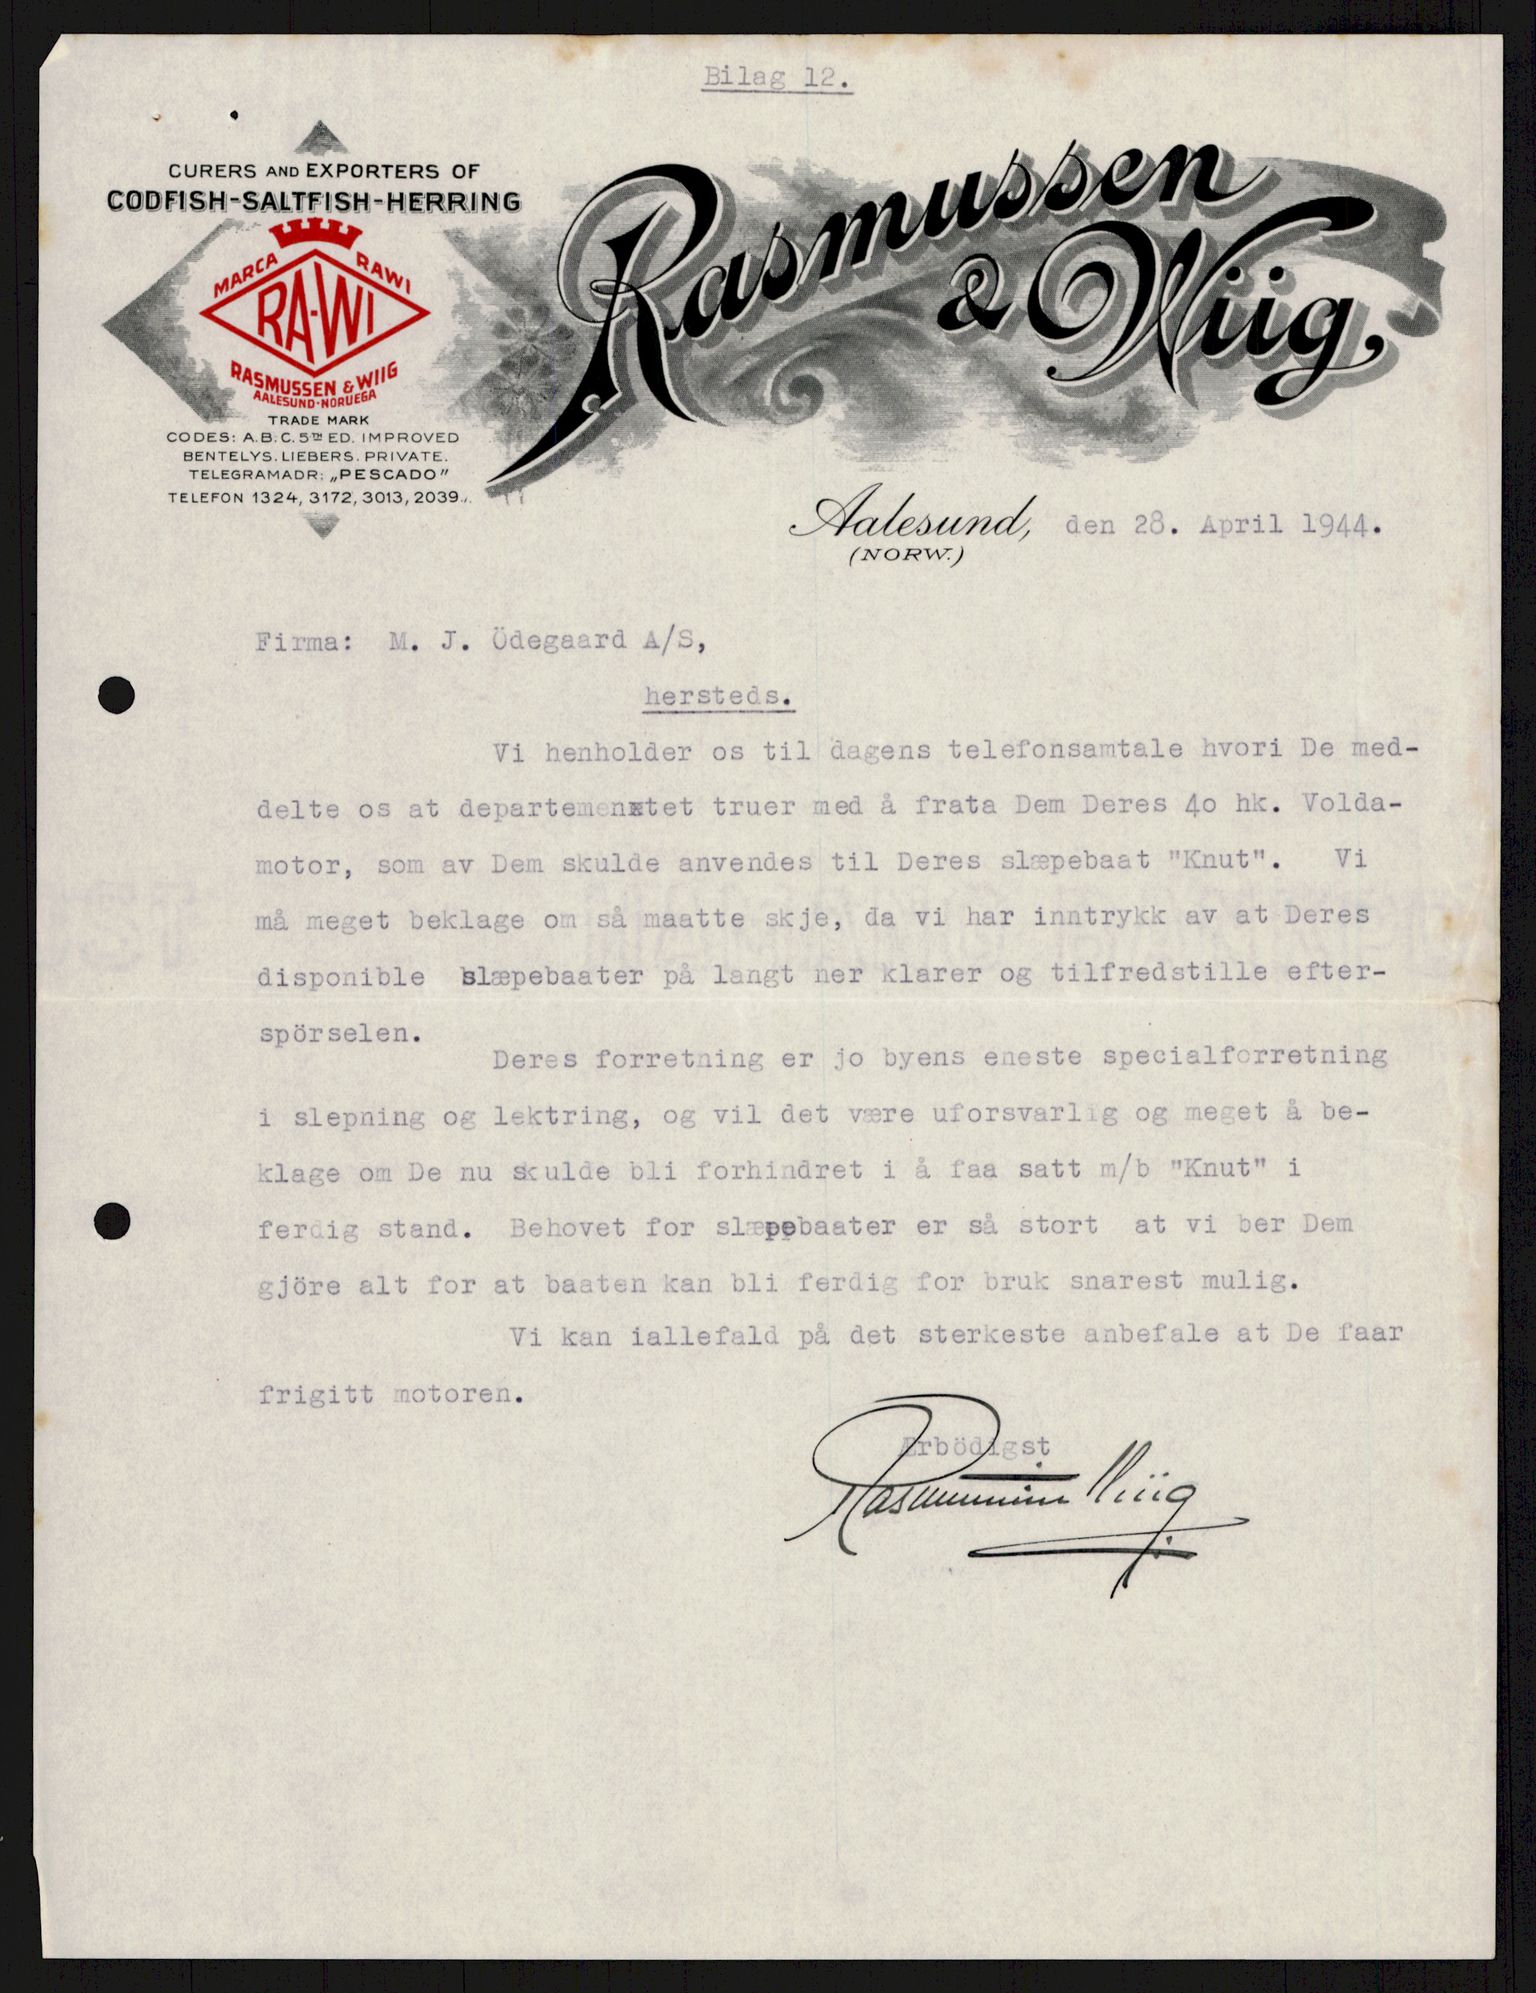 Bilag 12.
CURERS AND EXPORTERS OF
CODFISH-SALTFISH-HERRING
MARCA RAWI
RA-WI
RASMUSSEN & WIIG
AALESUND-NORUEGA
TRADE MARK
CODES: A.B.C. 5TH ED. IMPROVED
BENTELYS. LIEBERS. PRIVATE.
TELEGRAMADR: „PESCADO"
TELEFON 1324, 3172, 3013, 2039..
Rasmussen
& Wiig.
Aalesund, den 28. April 1944.
(NORW.)
Firma: M. J. Ödegaard A/S,
hersteds.
Vi henholder os til dagens telefonsamtale hvori De med-
delte os at departemenxtet truer med å frata Dem Deres 4o hk. Volda-
motor, som av Dem skulde anvendes til Deres slæpebaat "Knut". Vi
må meget beklage om så maatte skje, da vi har inntrykk av at Deres
disponible slæpebaater på langt ner klarer og tilfredstille efter-
spörselen.
Deres forretning er jo byens eneste specialforretning
i slepning og lektring, og vil det være uforsvarlig og meget å be-
klage om De nu skulde bli forhindret i å faa satt m/b "Knut" i
ferdig stand. Behovet for slæpebaater er så stort at vi ber Dem
gjöre alt for at baaten kan bli ferdig for bruk snarest mulig.
Vi kan iallefald på det sterkeste anbefale at De faar
frigitt motoren.
Erbödigst
Rasmussen Wiig